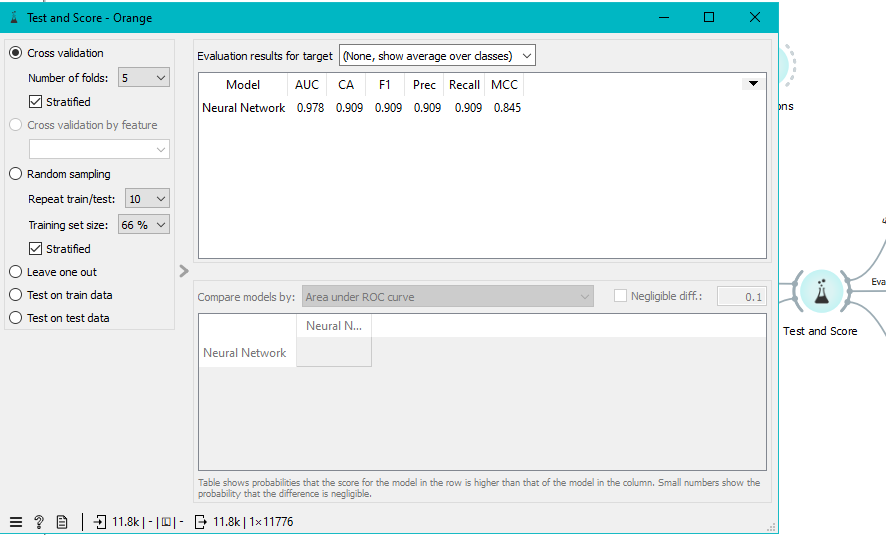 Test and Score - Orange
Cross validation
Number of folds: 5
Stratified
Cross validation by feature
Random sampling
Repeat train/test: 10
Training set size: 66 %
Stratified
Leave one out
Test on train data
Test on test data
Evaluation results for target (None, show average over classes)
Model AUC CA F1 Prec Recall MCC
Neural Network 0.978 0.909 0.909 0.909 0.909 0.845
Compare models by: Area under ROC curve Negligible diff.: 0.1
Neural N...
Neural Network
Table shows probabilities that the score for the model in the row is higher than that of the model in the column. Small numbers show the
probability that the difference is negligible.
? 11.8k | - | - 11.8k | 1×11776
ons
Eva
Test and Score